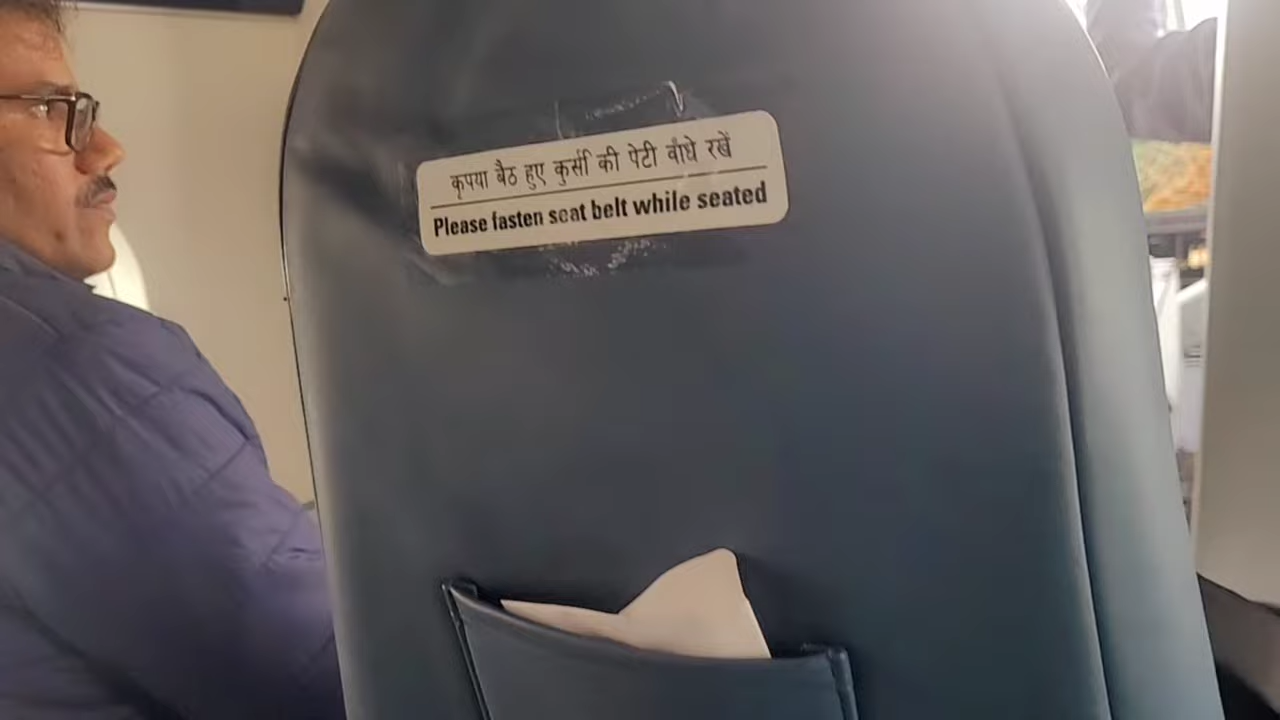 कृपया बैठ हुए कुर्सी की पेटी बाँधे रखें
Please fasten seat belt while seated